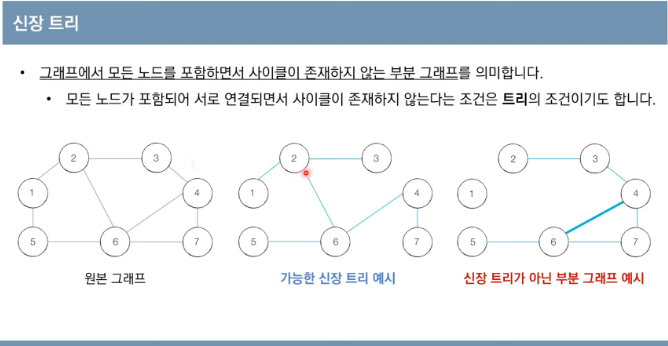 신장 트리
• 그래프에서 모든 노드를 포함하면서 사이클이 존재하지 않는 부분 그래프를 의미합니다.
• 모든 노드가 포함되어 서로 연결되면서 사이클이 존재하지 않는다는 조건은 트리의 조건이기도 합니다.
2 3
1 4
5 6 7
원본 그래프
2 3
1 4
5 6 7
가능한 신장 트리 예시
2 3
1 4
5 6 7
신장 트리가 아닌 부분 그래프 예시